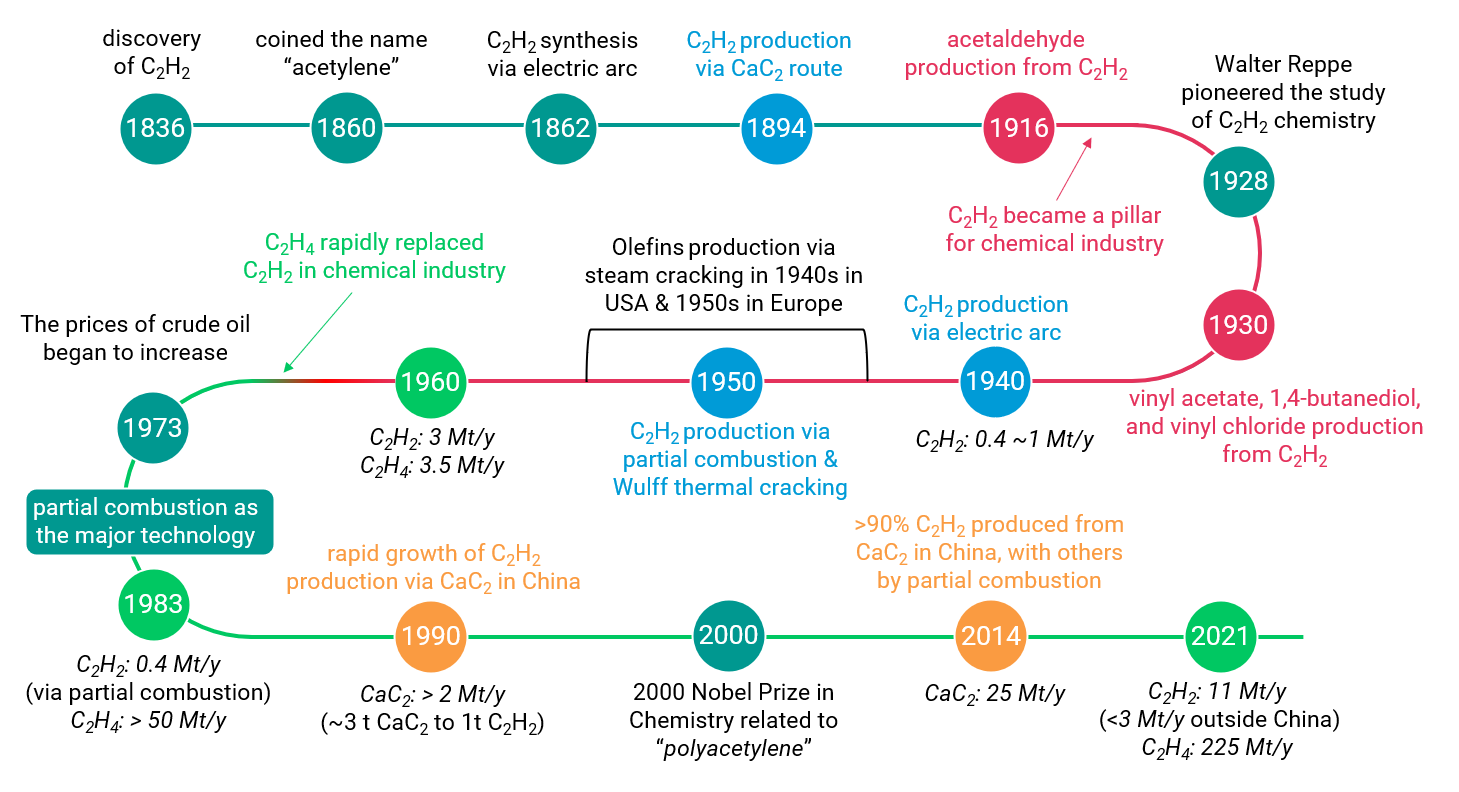 discovery
of C₂H₂
1836
coined the name
“acetylene”
1860
C₂H₂ synthesis
via electric arc
1862
C₂H₂ production
via CaC₂ route
1894
acetaldehyde
production from C₂H₂
1916
Walter Reppe
pioneered the study
of C₂H₂ chemistry
1928
C₂H₂ became a pillar
for chemical industry
1930
vinyl acetate, 1,4-butanediol,
and vinyl chloride production
from C₂H₂
C₂H₂ production
via electric arc
1940
C₂H₂: 0.4 ~1 Mt/y
Olefins production via
steam cracking in 1940s in
USA & 1950s in Europe
1950
C₂H₂ production via
partial combustion &
Wulff thermal cracking
1960
C₂H₂: 3 Mt/y
C₂H₄: 3.5 Mt/y
C₂H₄ rapidly replaced
C₂H₂ in chemical industry
The prices of crude oil
began to increase
1973
partial combustion as
the major technology
1983
C₂H₂: 0.4 Mt/y
(via partial combustion)
C₂H₄: > 50 Mt/y
rapid growth of C₂H₂
production via CaC₂ in China
1990
CaC₂: > 2 Mt/y
(~3 t CaC₂ to 1t C₂H₂)
2000
2000 Nobel Prize in
Chemistry related to
“polyacetylene”
>90% C₂H₂ produced from
CaC₂ in China, with others
by partial combustion
2014
CaC₂: 25 Mt/y
2021
C₂H₂: 11 Mt/y
(<3 Mt/y outside China)
C₂H₄: 225 Mt/y